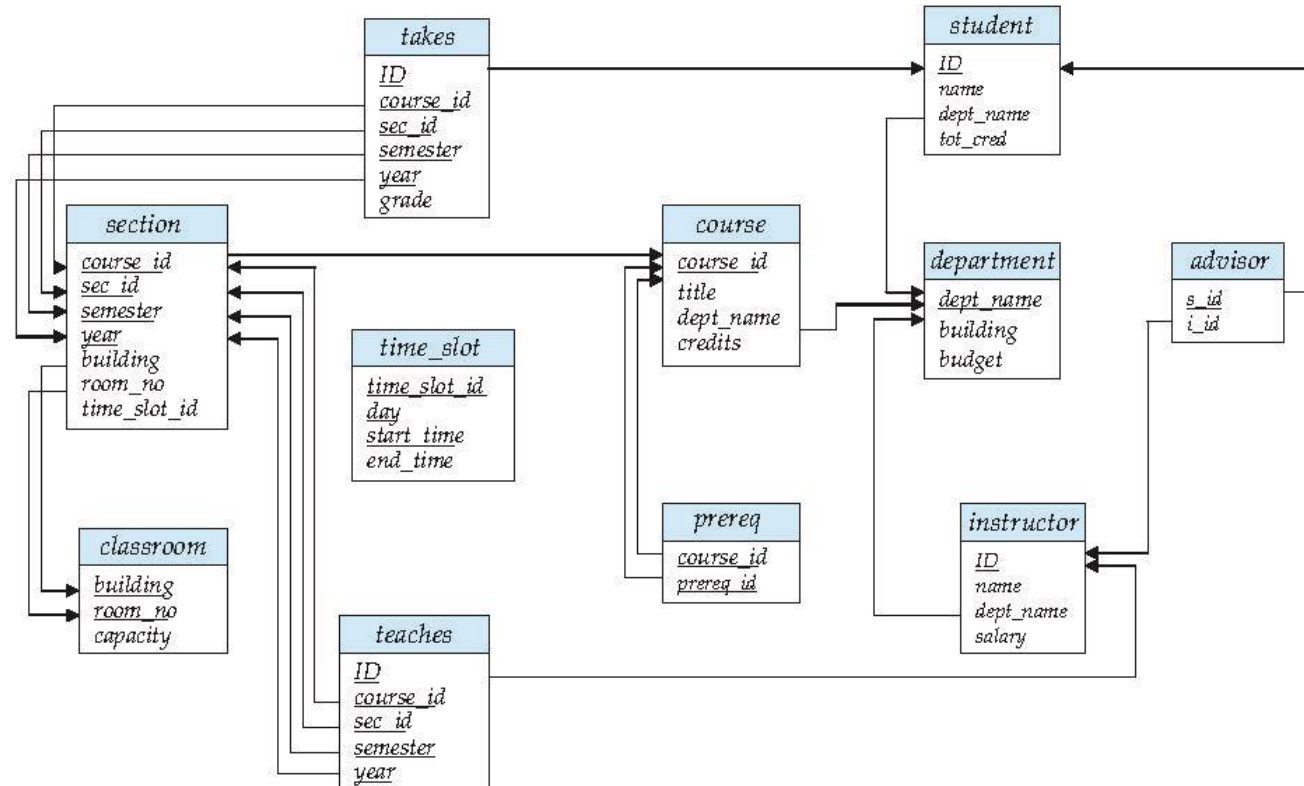 takes
ID
course_id
sec_id
semester
year
grade
student
ID
name
dept_name
tot_cred
section
course_id
sec_id
semester
year
building
room_no
time_slot_id
course
course_id
title
dept_name
credits
department
dept_name
building
budget
advisor
s_id
i_id
time_slot
time_slot_id
day
start_time
end_time
classroom
building
room_no
capacity
prereq
course_id
prereq_id
instructor
ID
name
dept_name
salary
teaches
ID
course_id
sec_id
semester
year